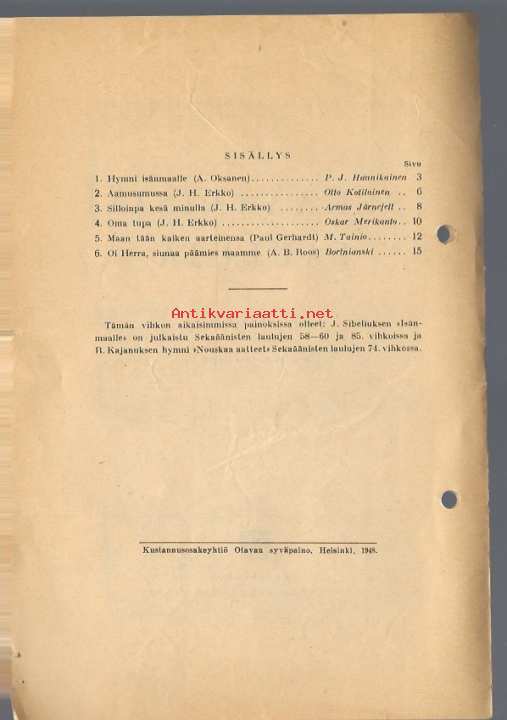 SISÄLLYS
Sivu
1. Hymni isänmaalle (A. Oksanen).............. P. J. Hannikainen 3
2. Aamusumussa (J. H. Erkko) ................ Otto Kotilainen .. 6
3. Silloinpa kesä minulla (J. H. Erkko) ........ Armas Järnefelt .. 8
4. Oma tupa (J. H. Erkko) .................... Oskar Merikanto.. 10
5. Maan tään kaiken aarteinensa (Paul Gerhardt) M. Tainio........ 12
6. Oi Herra, siunaa päämies maamme (A. B. Roos) Bortnianski ...... 15
Antikvariaatti.net
Tämän vihkon aikaisimmissa painoksissa olleet: J. Sibeliuksen »Isän-
maalle» on julkaistu Sekaäänisten laulujen 58—60 ja 85. vihkoissa ja
R. Kajanuksen hymni »Nouskaa aatteet» Sekaäänisten laulujen 74. vihkossa.
Kustannusosakeyhtiö Otavan syväpaino, Helsinki, 1948.